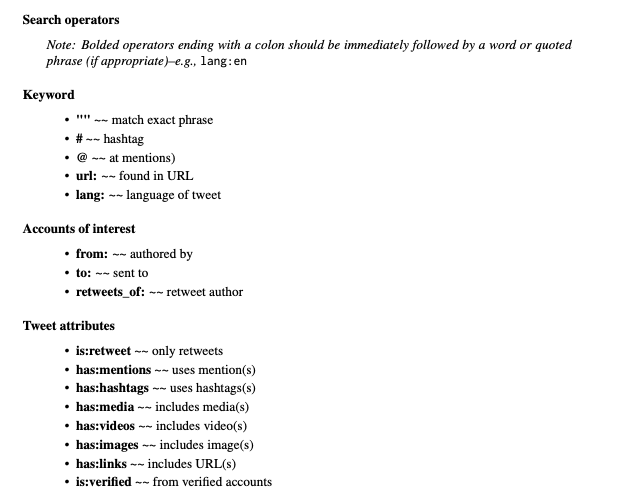 Search operators
Note: Bolded operators ending with a colon should be immediately followed by a word or quoted
phrase (if appropriate)–e.g., lang:en
Keyword
• "" ~~ match exact phrase
• # ~~ hashtag
• @ ~~ at mentions)
• url: ~~ found in URL
• lang: ~~ language of tweet
Accounts of interest
• from: ~~ authored by
• to: ~~ sent to
• retweets_of: ~~ retweet author
Tweet attributes
• is:retweet ~~ only retweets
• has:mentions ~~ uses mention(s)
• has:hashtags ~~ uses hashtags(s)
• has:media ~~ includes media(s)
• has:videos ~~ includes video(s)
• has:images ~~ includes image(s)
• has:links ~~ includes URL(s)
• is:verified ~~ from verified accounts